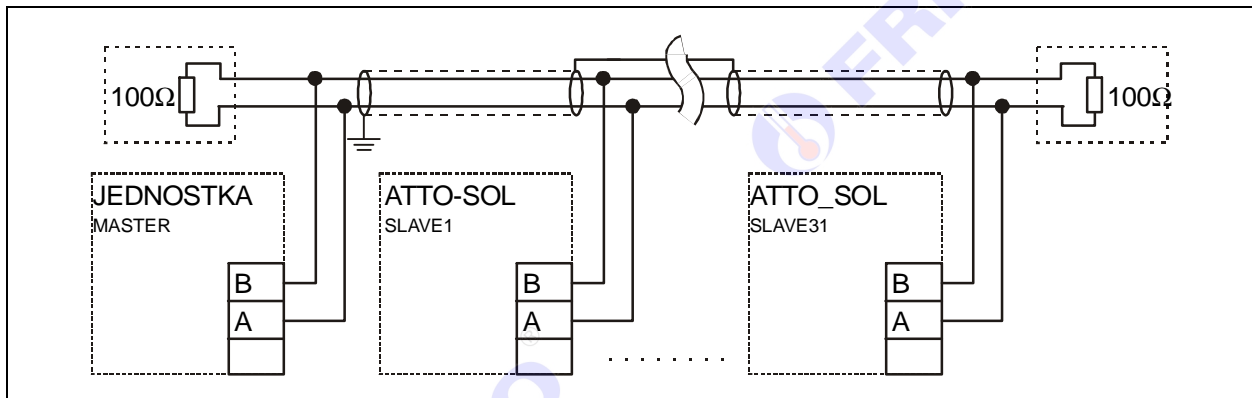 100Ω
100Ω
JEDNOSTKA
MASTER
B
A
ATTO-SOL
SLAVE1
B
A
. . . . . . . .
ATTO_SOL
SLAVE31
B
A